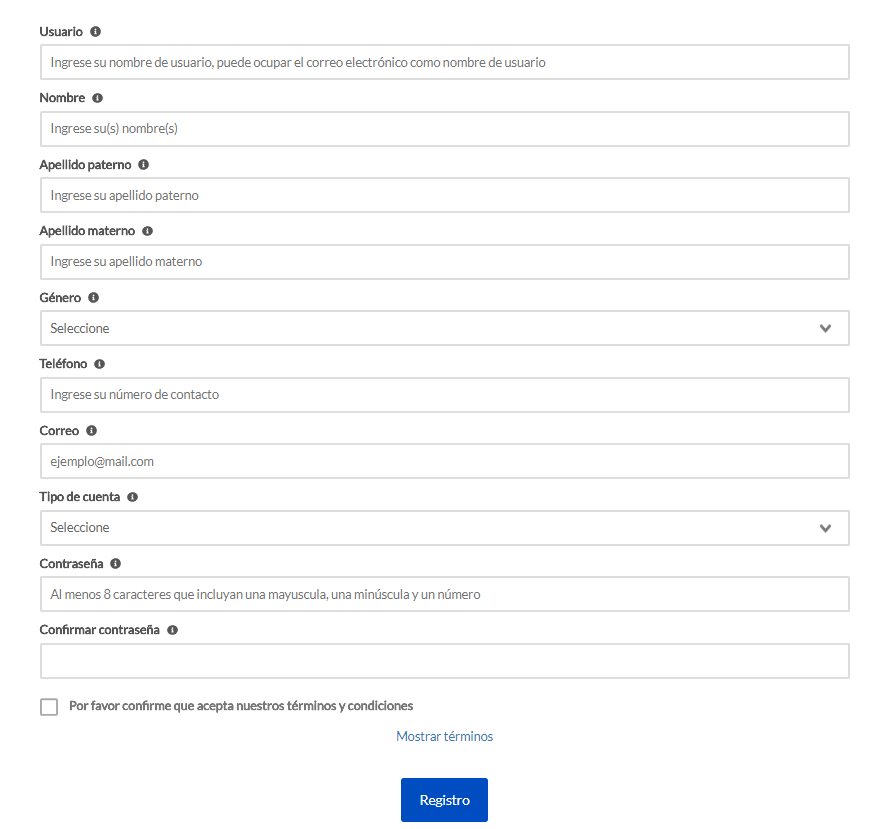 Usuario
Ingrese su nombre de usuario, puede ocupar el correo electrónico como nombre de usuario
Nombre
Ingrese su(s) nombre(s)
Apellido paterno
Ingrese su apellido paterno
Apellido materno
Ingrese su apellido materno
Género
Seleccione
Teléfono
Ingrese su número de contacto
Correo
ejemplo@mail.com
Tipo de cuenta
Seleccione
Contraseña
Al menos 8 caracteres que incluyan una mayuscula, una minúscula y un número
Confirmar contraseña
Por favor confirme que acepta nuestros términos y condiciones
Mostrar términos
Registro